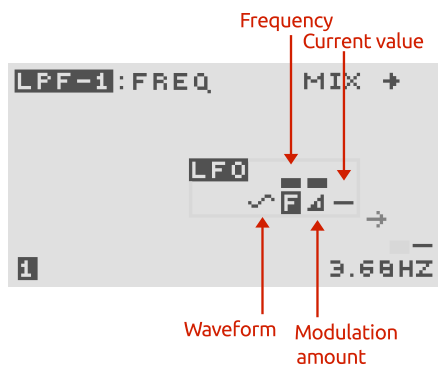 Frequency
Current value
LPF-1:FREQ MIX →
LFO
F
1
3.68HZ
Waveform
Modulation
amount